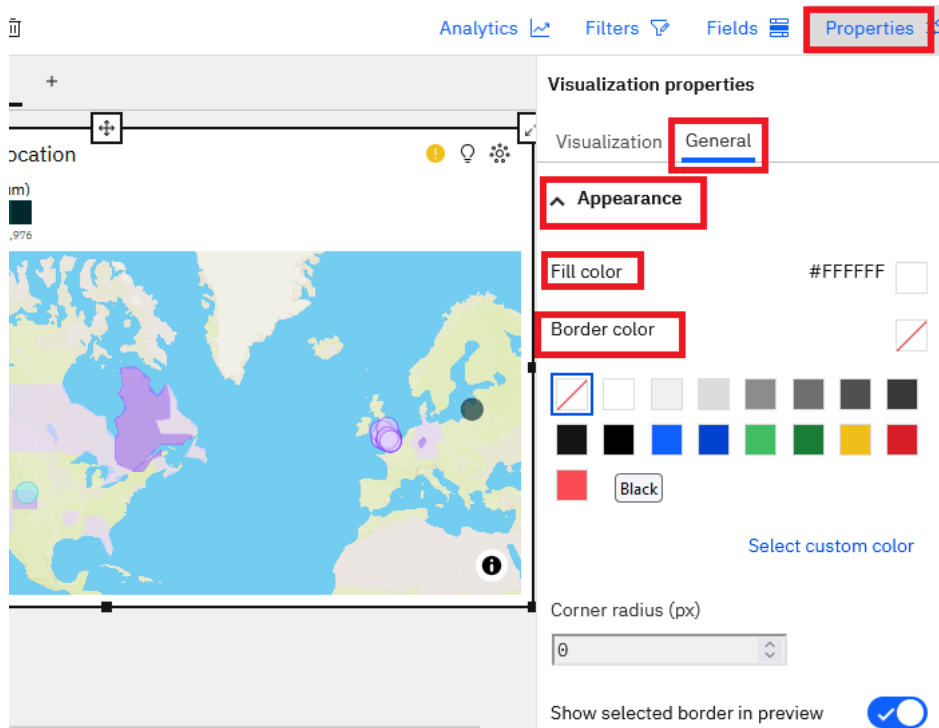 Analytics Filters Fields Properties
+
Visualization properties
Visualization General
ocation
um)
,976
Appearance
Fill color #FFFFFF
Border color
Black
Select custom color
Corner radius (px)
0
Show selected border in preview